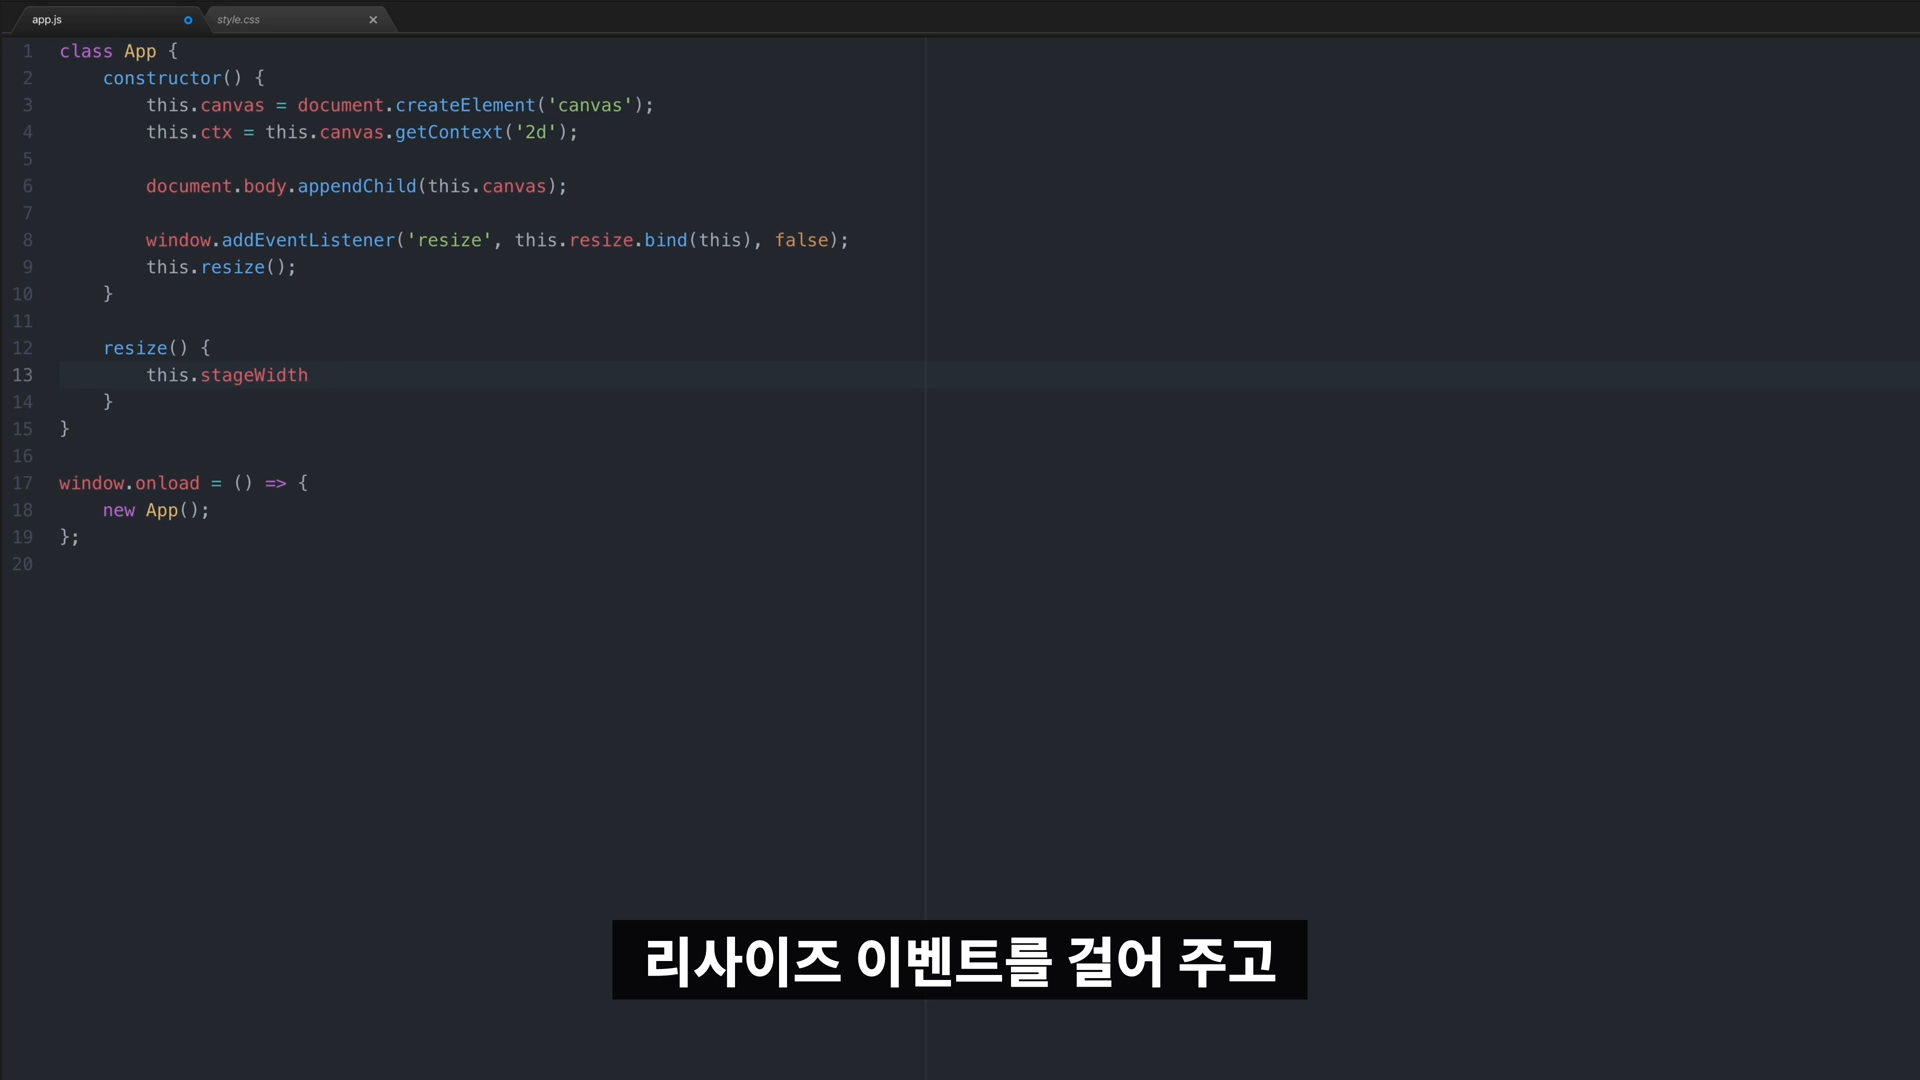 app.js
style.css
1 class App {
2 constructor() {
3 this.canvas = document.createElement('canvas');
4 this.ctx = this.canvas.getContext('2d');
5
6 document.body.appendChild(this.canvas);
7
8 window.addEventListener('resize', this.resize.bind(this), false);
9 this.resize();
10 }
11
12 resize() {
13 this.stageWidth
14 }
15 }
16
17 window.onload = () => {
18 new App();
19 };
20
리사이즈 이벤트를 걸어 주고